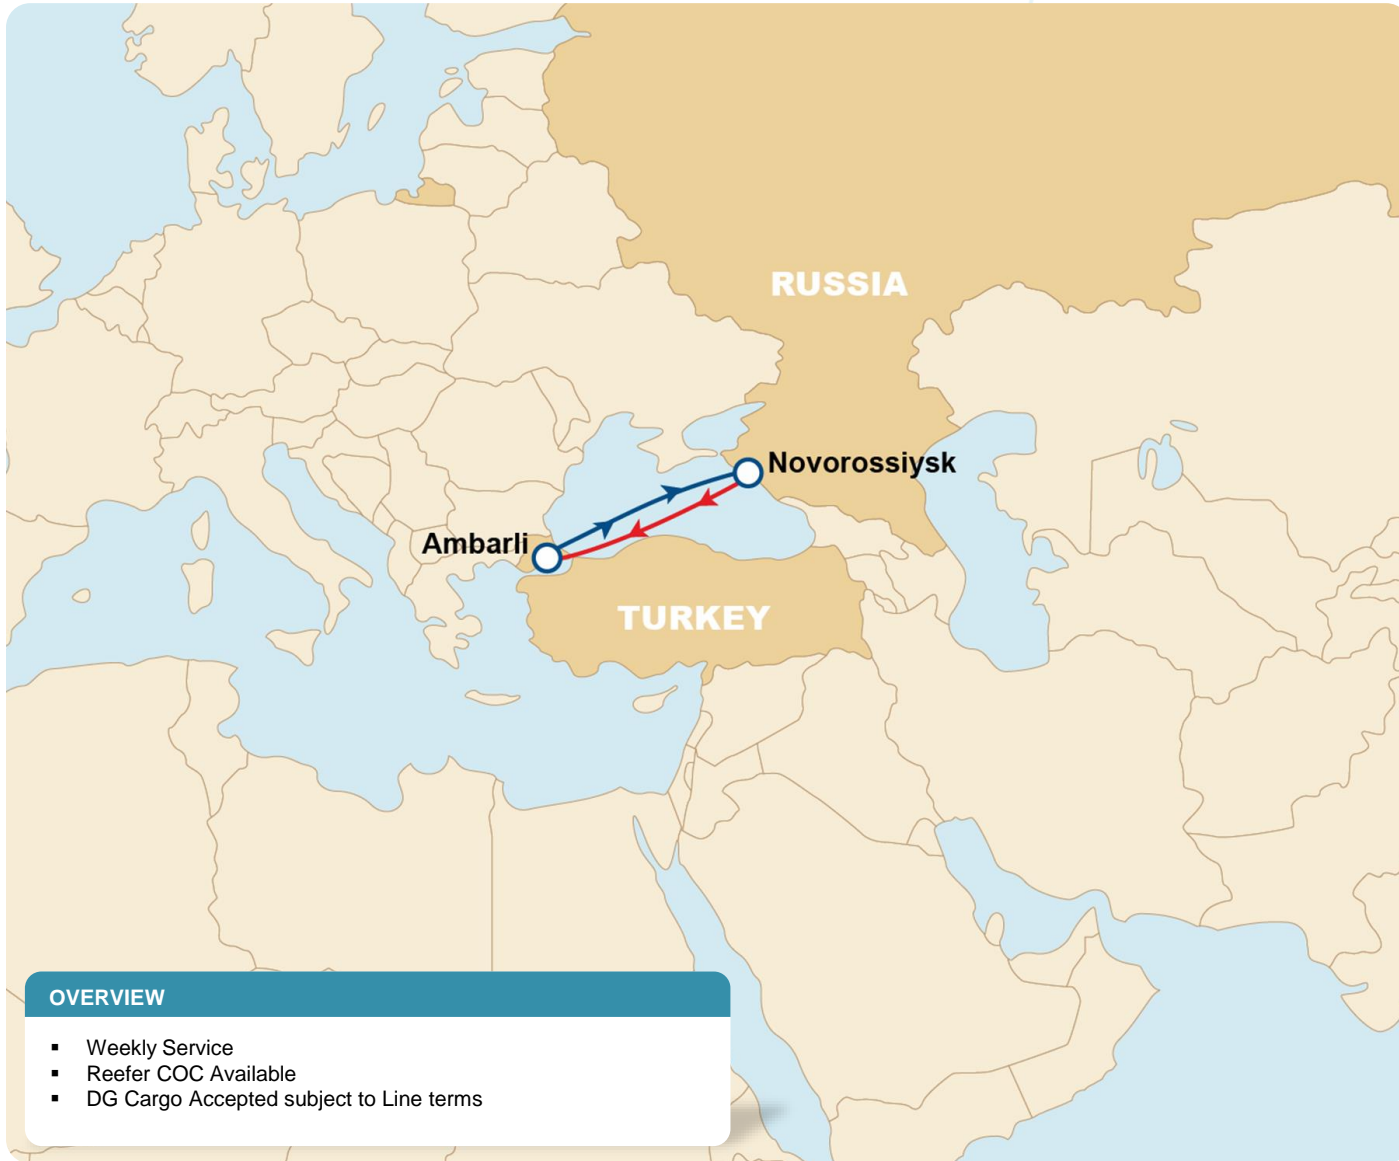 RUSSIA
Novorossiysk
Ambarli
TURKEY
OVERVIEW
▪ Weekly Service
▪ Reefer COC Available
▪ DG Cargo Accepted subject to Line terms